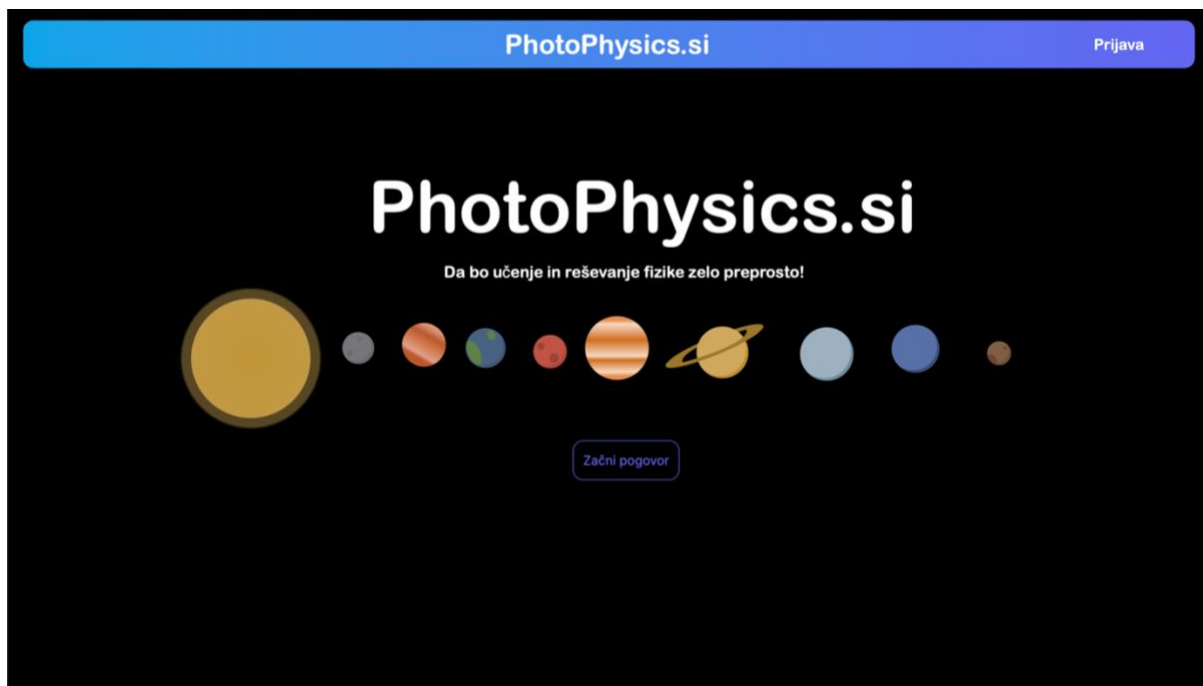 PhotoPhysics.si
Prijava
PhotoPhysics.si
Da bo učenje in reševanje fizike zelo preprosto!
Začni pogovor